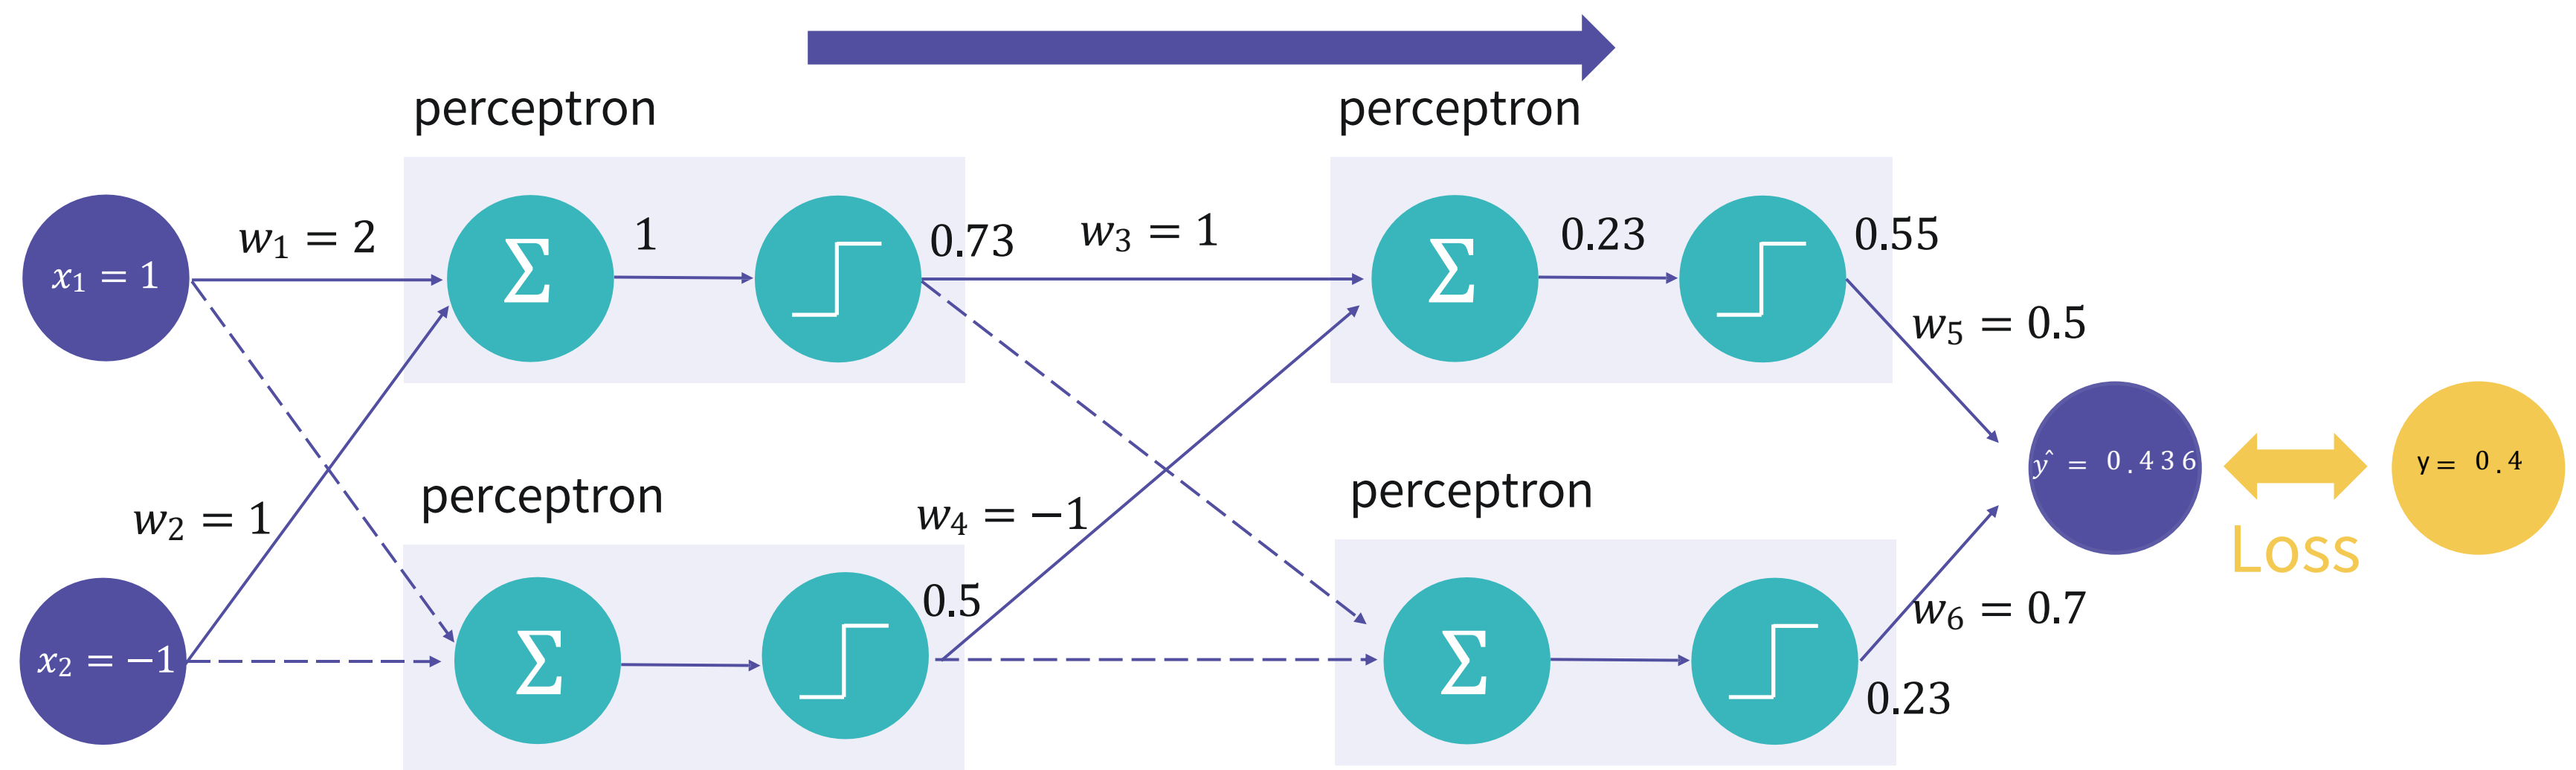 perceptron
perceptron
x₁ = 1
w₁ = 2
Σ
1
0.73
w₃ = 1
Σ
0.23
0.55
w₅ = 0.5
w₂ = 1
perceptron
w₄ = −1
perceptron
ŷ = 0.436
y = 0.4
Loss
x₂ = −1
Σ
0.5
Σ
w₆ = 0.7
0.23